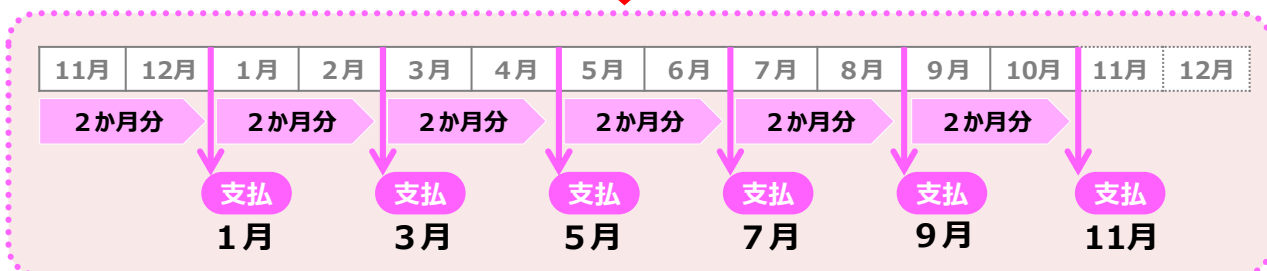 11月 12月 1月 2月 3月 4月 5月 6月 7月 8月 9月 10月 11月 12月
2か月分 2か月分 2か月分 2か月分 2か月分 2か月分
支払 支払 支払 支払 支払 支払
1月 3月 5月 7月 9月 11月